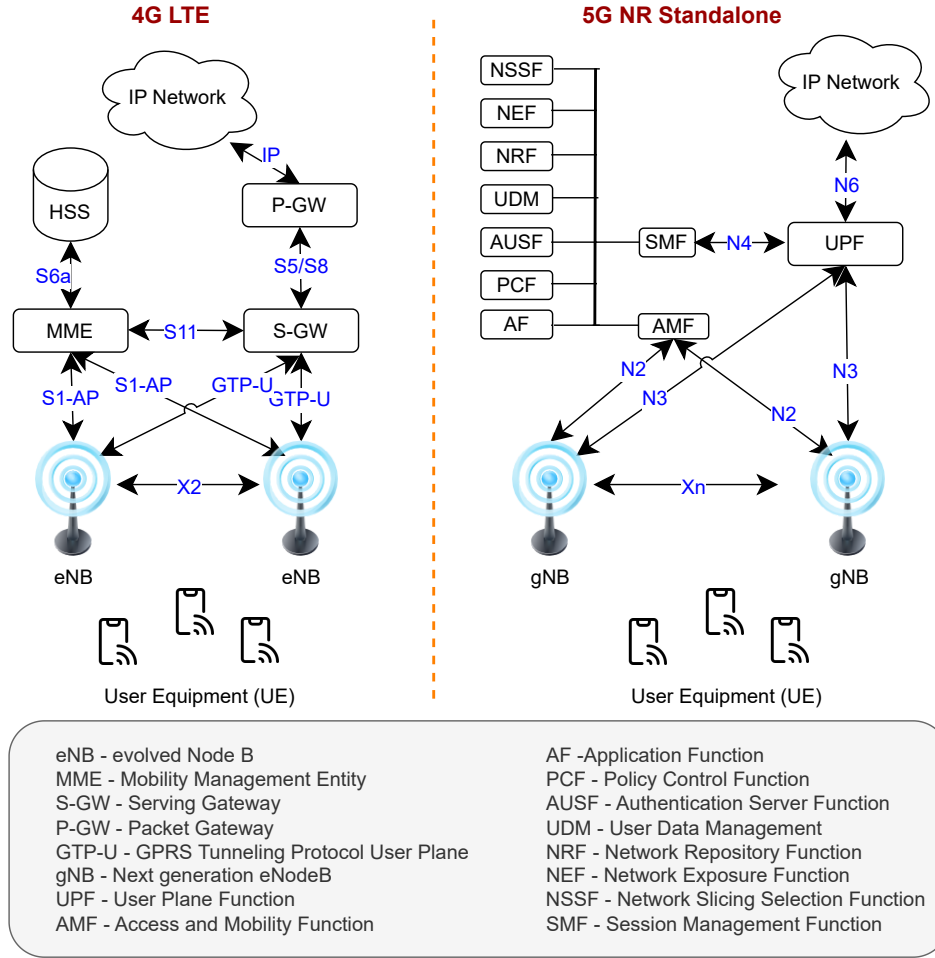 4G LTE
IP Network
IP
HSS
P-GW
S6a
S5/S8
MME
S11
S-GW
S1-AP
S1-AP
GTP-U
GTP-U
X2
eNB
eNB
User Equipment (UE)
5G NR Standalone
NSSF
NEF
NRF
UDM
AUSF
PCF
AF
IP Network
N6
SMF
N4
UPF
AMF
N2
N3
N2
N3
Xn
gNB
gNB
User Equipment (UE)
eNB - evolved Node B
MME - Mobility Management Entity
S-GW - Serving Gateway
P-GW - Packet Gateway
GTP-U - GPRS Tunneling Protocol User Plane
gNB - Next generation eNodeB
UPF - User Plane Function
AMF - Access and Mobility Function
AF -Application Function
PCF - Policy Control Function
AUSF - Authentication Server Function
UDM - User Data Management
NRF - Network Repository Function
NEF - Network Exposure Function
NSSF - Network Slicing Selection Function
SMF - Session Management Function